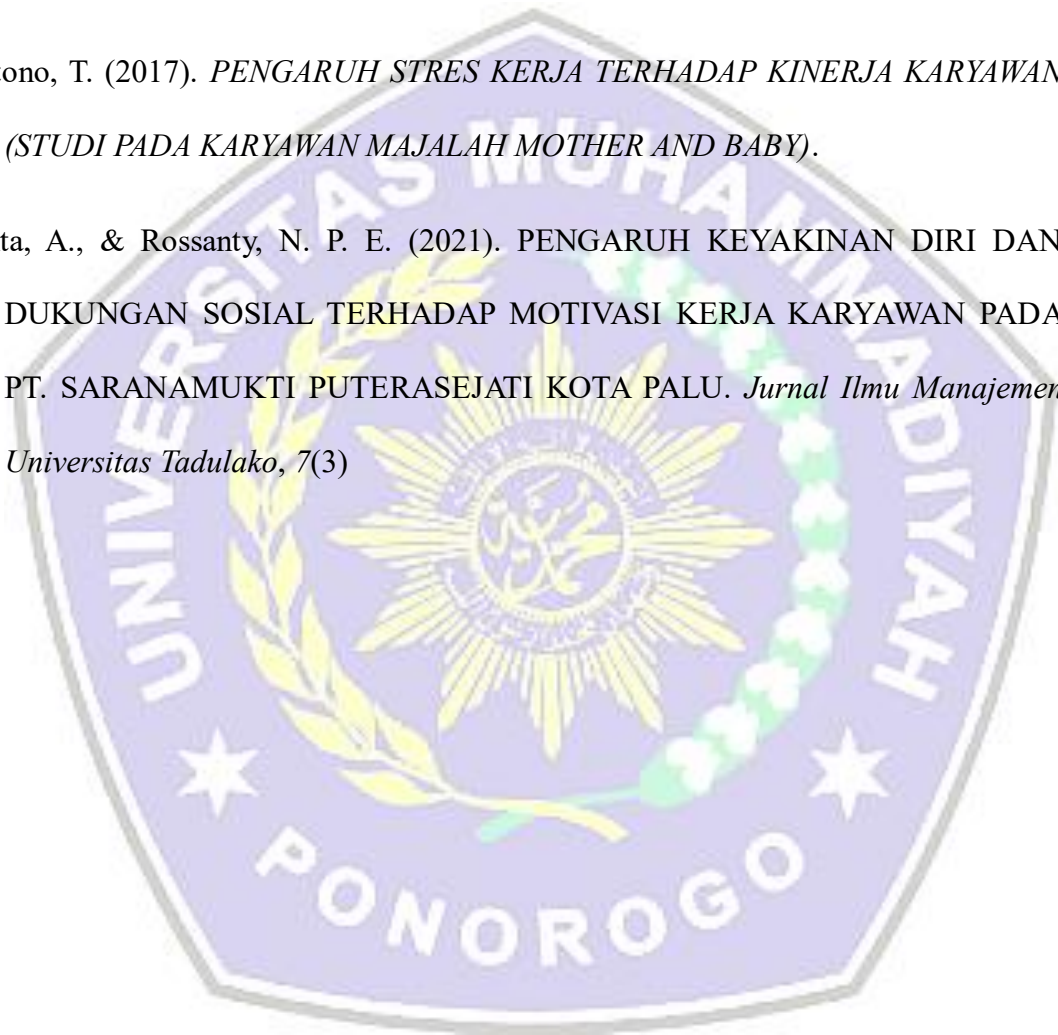 tono, T. (2017). PENGARUH STRES KERJA TERHADAP KINERJA KARYAWAN
(STUDI PADA KARYAWAN MAJALAH MOTHER AND BABY).
ta, A., & Rossanty, N. P. E. (2021). PENGARUH KEYAKINAN DIRI DAN
DUKUNGAN SOSIAL TERHADAP MOTIVASI KERJA KARYAWAN PADA
PT. SARANAMUKTI PUTERASEJATI KOTA PALU. Jurnal Ilmu Manajemen
Universitas Tadulako, 7(3)
UNIVERSITAS MUHAMMADIYAH
PONOROGO